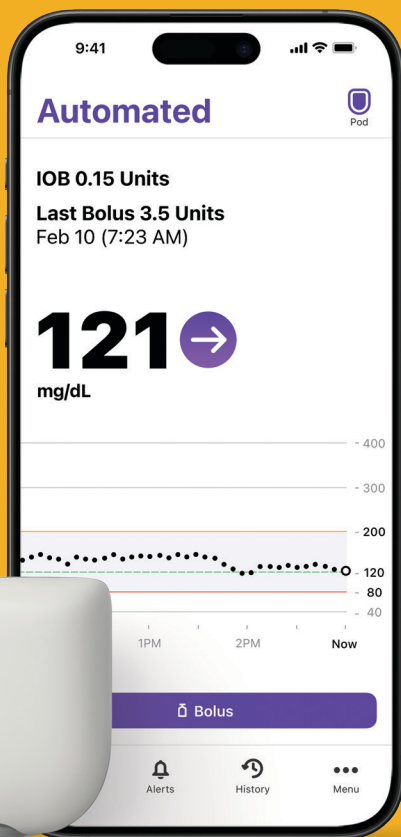 9:41
Automated
Pod
IOB 0.15 Units
Last Bolus 3.5 Units
Feb 10 (7:23 AM)
121
mg/dL
400
300
200
120
80
40
1PM
2PM
Now
Bolus
Alerts
History
Menu